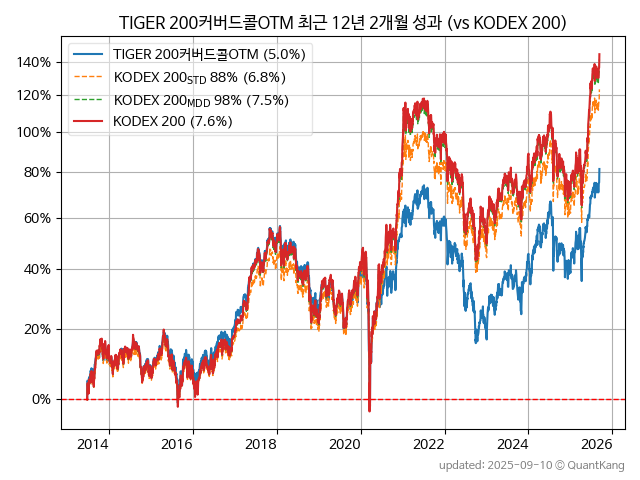 TIGER 200커버드콜OTM 최근 12년 2개월 성과 (vs KODEX 200)
TIGER 200커버드콜OTM (5.0%)
KODEX 200STD 88% (6.8%)
KODEX 200MDD 98% (7.5%)
KODEX 200 (7.6%)
140%
120%
100%
80%
60%
40%
20%
0%
2014 2016 2018 2020 2022 2024 2026
updated: 2025-09-10 © QuantKang